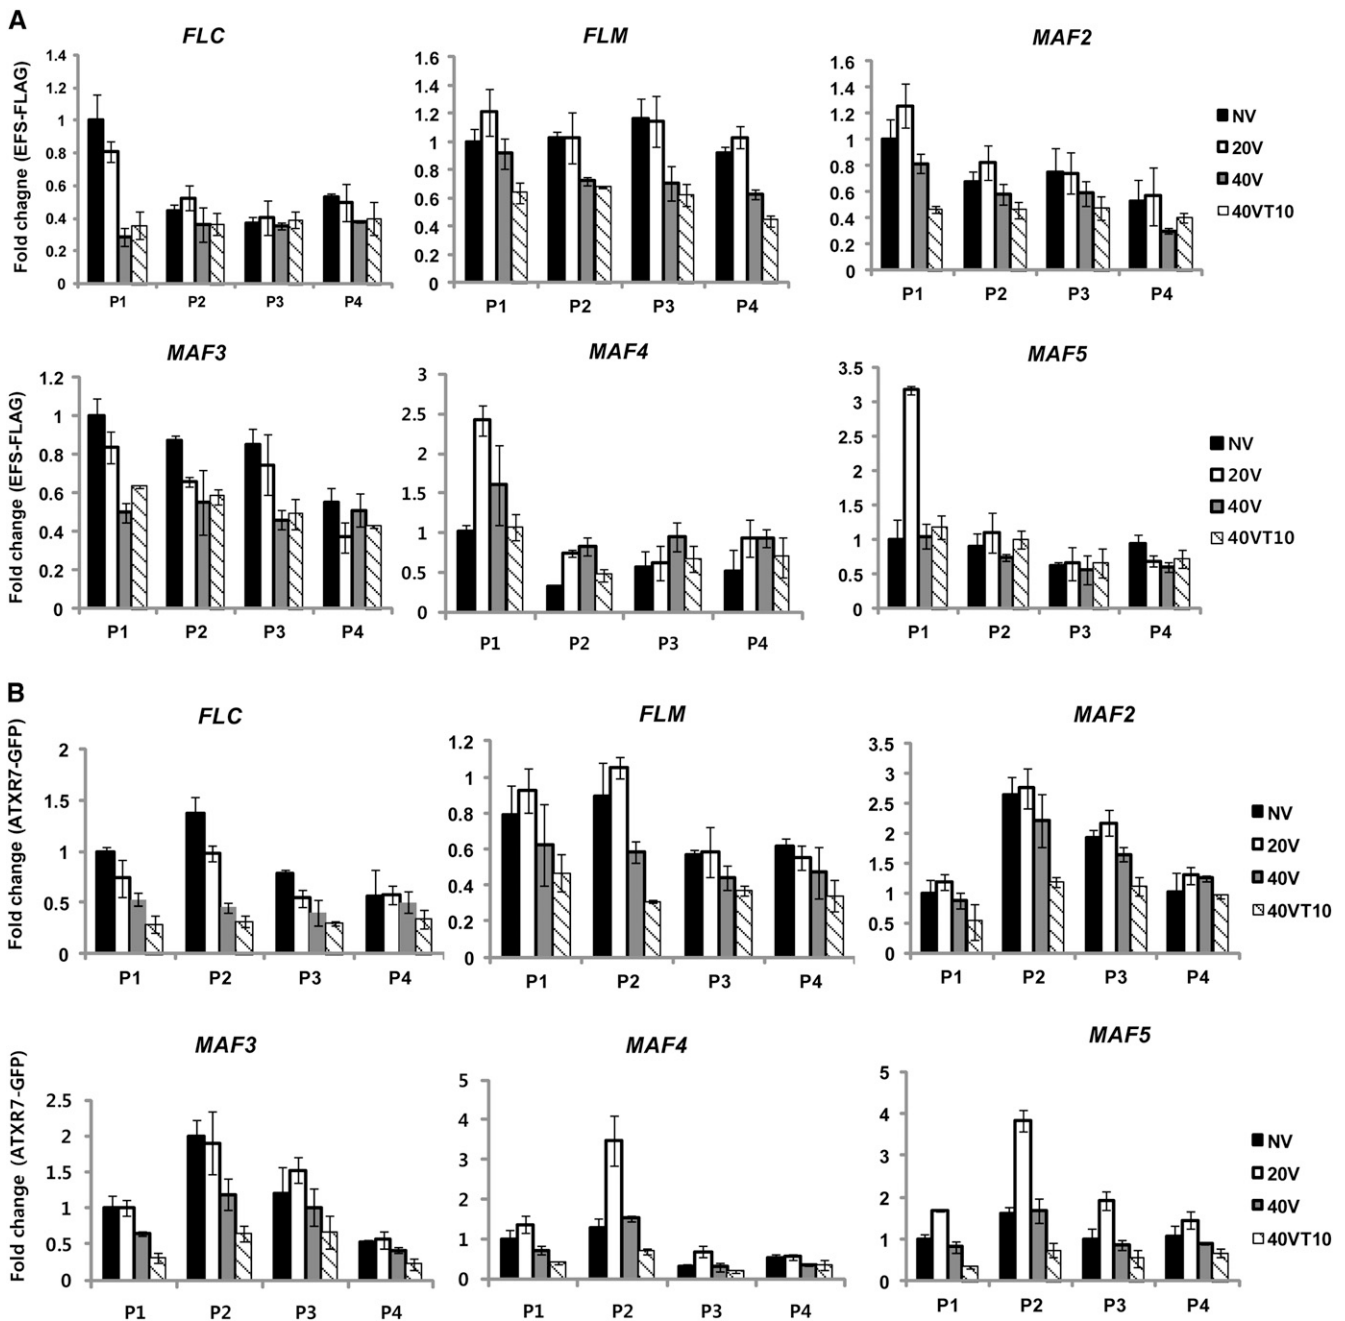 A
FLC
FLM
MAF2
Fold chagne (EFS-FLAG)
1.4
1.2
1
0.8
0.6
0.4
0.2
0
P1 P2 P3 P4
1.6
1.4
1.2
1
0.8
0.6
0.4
0.2
0
P1 P2 P3 P4
1.6
1.4
1.2
1
0.8
0.6
0.4
0.2
0
P1 P2 P3 P4
NV
20V
40V
40VT10
MAF3
MAF4
MAF5
Fold change (EFS-FLAG)
1.2
1
0.8
0.6
0.4
0.2
0
P1 P2 P3 P4
3
2.5
2
1.5
1
0.5
0
P1 P2 P3 P4
3.5
3
2.5
2
1.5
1
0.5
0
P1 P2 P3 P4
NV
20V
40V
40VT10
B
FLC
FLM
MAF2
Fold change (ATXR7-GFP)
2
1.5
1
0.5
0
P1 P2 P3 P4
1.2
1
0.8
0.6
0.4
0.2
0
P1 P2 P3 P4
3.5
3
2.5
2
1.5
1
0.5
0
P1 P2 P3 P4
NV
20V
40V
40VT10
MAF3
MAF4
MAF5
Fold change (ATXR7-GFP)
2.5
2
1.5
1
0.5
0
P1 P2 P3 P4
5
4
3
2
1
0
P1 P2 P3 P4
5
4
3
2
1
0
P1 P2 P3 P4
NV
20V
40V
40VT10